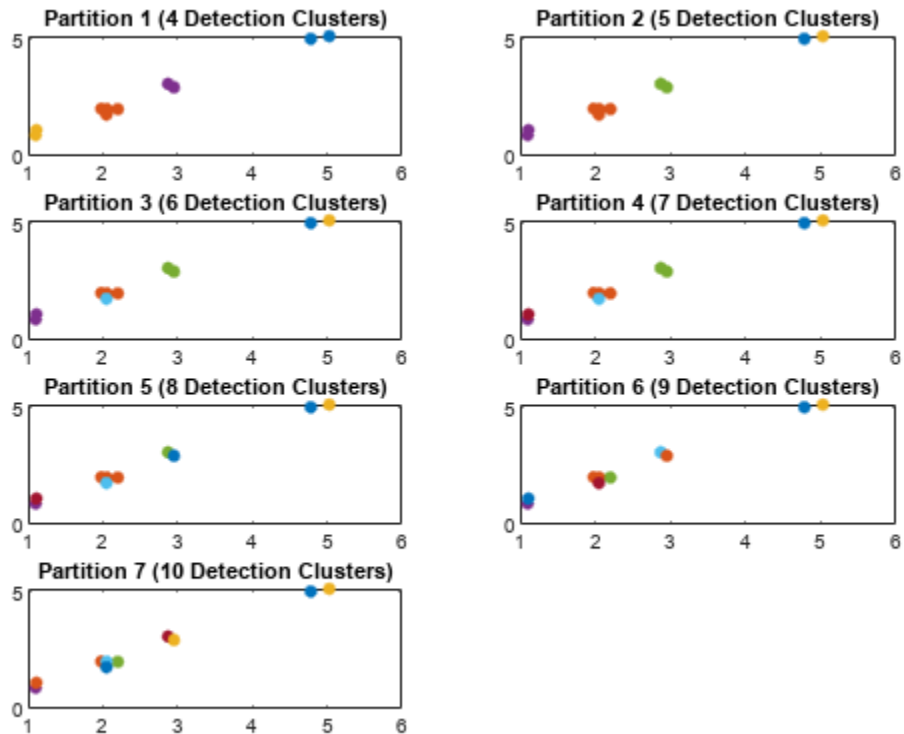 Partition 1 (4 Detection Clusters)
5
0
1 2 3 4 5 6
Partition 2 (5 Detection Clusters)
5
0
1 2 3 4 5 6
Partition 3 (6 Detection Clusters)
5
0
1 2 3 4 5 6
Partition 4 (7 Detection Clusters)
5
0
1 2 3 4 5 6
Partition 5 (8 Detection Clusters)
5
0
1 2 3 4 5 6
Partition 6 (9 Detection Clusters)
5
0
1 2 3 4 5 6
Partition 7 (10 Detection Clusters)
5
0
1 2 3 4 5 6